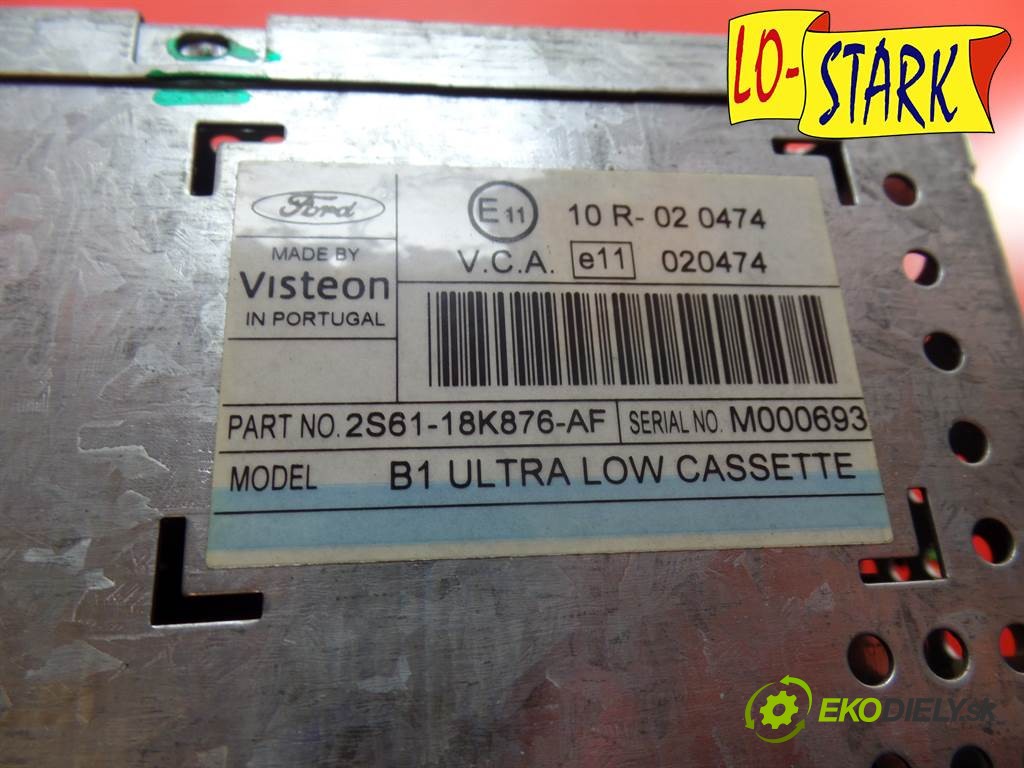 LO-
STARK
Ford
MADE BY
Visteon
IN PORTUGAL
E 11 10 R- 02 0474
V.C.A. e11 020474
PART NO. 2S61-18K876-AF SERIAL NO. M000693
MODEL B1 ULTRA LOW CASSETTE
EKODIELY.sk